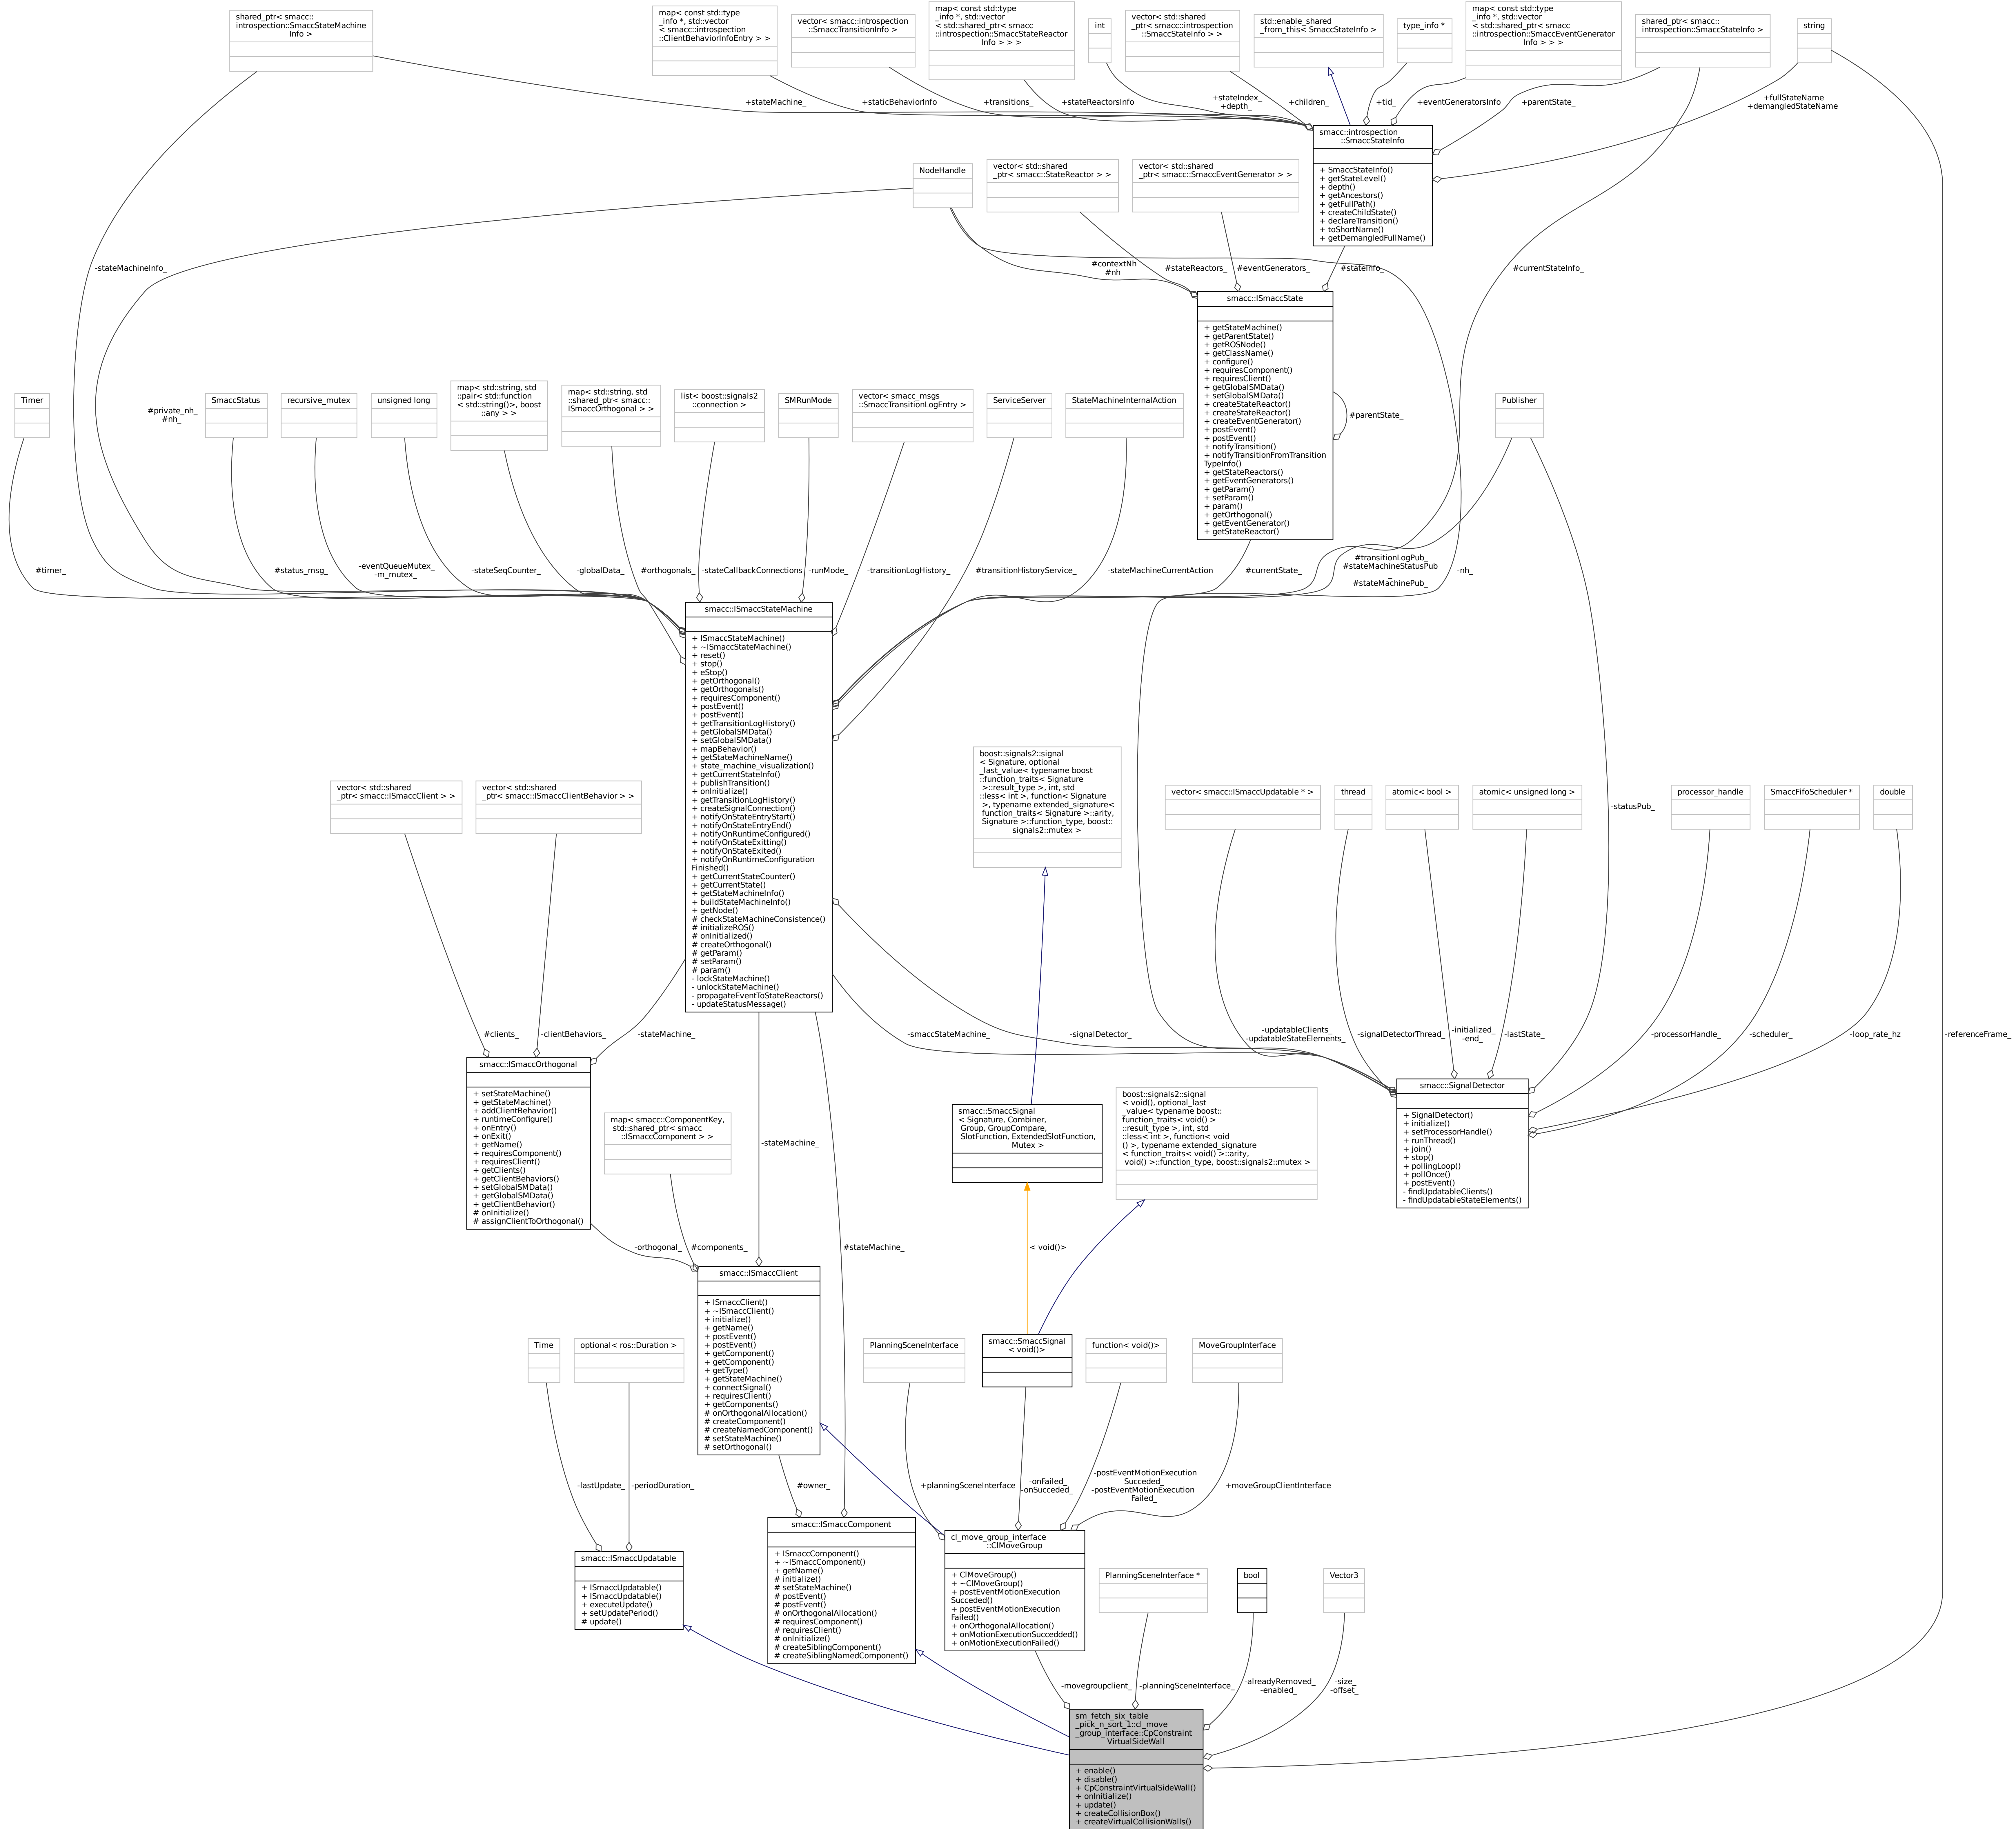 shared_ptr< smacc::
introspection::SmaccStateMachine
Info >
map< const std::type
_info *, std::vector
< smacc::introspection
::ClientBehaviorInfoEntry > >
vector< smacc::introspection
::SmaccTransitionInfo >
map< const std::type
_info *, std::vector
< std::shared_ptr< smacc
::introspection::SmaccStateReactor
Info > > >
int
vector< std::shared
_ptr< smacc::introspection
::SmaccStateInfo > >
std::enable_shared
_from_this< SmaccStateInfo >
type_info *
map< const std::type
_info *, std::vector
< std::shared_ptr< smacc
::introspection::SmaccEventGenerator
Info > > >
shared_ptr< smacc::
introspection::SmaccStateInfo >
string
+stateMachine_
+staticBehaviorInfo
+transitions_
+stateReactorsInfo
+stateIndex_
+depth_
+children_
+tid_
+eventGeneratorsInfo
+parentState_
+fullStateName
+demangledStateName
smacc::introspection
::SmaccStateInfo
+ SmaccStateInfo()
+ getStateLevel()
+ depth()
+ getAncestors()
+ getFullPath()
+ createChildState()
+ declareTransition()
+ toShortName()
+ getDemangledFullName()
NodeHandle
vector< std::shared
_ptr< smacc::StateReactor > >
vector< std::shared
_ptr< smacc::SmaccEventGenerator > >
-stateMachineInfo_
#contextNh
#nh
#stateReactors_
#eventGenerators_
#stateInfo_
#currentStateInfo_
smacc::ISmaccState
+ getStateMachine()
+ getParentState()
+ getROSNode()
+ getClassName()
+ configure()
+ requiresComponent()
+ requiresClient()
+ getGlobalSMData()
+ setGlobalSMData()
+ createStateReactor()
+ createStateReactor()
+ createEventGenerator()
+ postEvent()
+ postEvent()
+ notifyTransition()
+ notifyTransitionFromTransition
TypeInfo()
+ getStateReactors()
+ getEventGenerators()
+ getParam()
+ setParam()
+ param()
+ getOrthogonal()
+ getEventGenerator()
+ getStateReactor()
#parentState_
Timer
#private_nh_
#nh_
SmaccStatus
recursive_mutex
unsigned long
map< std::string, std
::pair< std::function
< std::string()>, boost
::any > >
map< std::string, std
::shared_ptr< smacc::
ISmaccOrthogonal > >
list< boost::signals2
::connection >
SMRunMode
vector< smacc_msgs
::SmaccTransitionLogEntry >
ServiceServer
StateMachineInternalAction
Publisher
#timer_
#status_msg_
-eventQueueMutex_
-m_mutex_
-stateSeqCounter_
-globalData_
#orthogonals_
-stateCallbackConnections
-runMode_
-transitionLogHistory_
#transitionHistoryService_
-stateMachineCurrentAction
#currentState_
#transitionLogPub_
#stateMachineStatusPub
_
#stateMachinePub_
-nh_
smacc::ISmaccStateMachine
+ ISmaccStateMachine()
+ ~ISmaccStateMachine()
+ reset()
+ stop()
+ eStop()
+ getOrthogonal()
+ getOrthogonals()
+ requiresComponent()
+ postEvent()
+ postEvent()
+ getTransitionLogHistory()
+ getGlobalSMData()
+ setGlobalSMData()
+ mapBehavior()
+ getStateMachineName()
+ state_machine_visualization()
+ getCurrentStateInfo()
+ publishTransition()
+ onInitialize()
+ getTransitionLogHistory()
+ createSignalConnection()
+ notifyOnStateEntryStart()
+ notifyOnStateEntryEnd()
+ notifyOnRuntimeConfigured()
+ notifyOnStateExitting()
+ notifyOnStateExited()
+ notifyOnRuntimeConfiguration
Finished()
+ getCurrentStateCounter()
+ getCurrentState()
+ getStateMachineInfo()
+ buildStateMachineInfo()
+ getNode()
# checkStateMachineConsistence()
# initializeROS()
# onInitialized()
# createOrthogonal()
# getParam()
# setParam()
# param()
- lockStateMachine()
- unlockStateMachine()
- propagateEventToStateReactors()
- updateStatusMessage()
boost::signals2::signal
< Signature, optional
_last_value< typename boost
::function_traits< Signature
>::result_type >, int, std
::less< int >, function< Signature
>, typename extended_signature<
function_traits< Signature >::arity,
Signature >::function_type, boost::
signals2::mutex >
vector< std::shared
_ptr< smacc::ISmaccClient > >
vector< std::shared
_ptr< smacc::ISmaccClientBehavior > >
vector< smacc::ISmaccUpdatable * >
thread
atomic< bool >
atomic< unsigned long >
processor_handle
SmaccFifoScheduler *
double
-statusPub_
#clients_
-clientBehaviors_
-stateMachine_
-smaccStateMachine_
-signalDetector_
-updatableClients_
-updatableStateElements_
-signalDetectorThread_
-initialized_
-end_
-lastState_
-processorHandle_
-scheduler_
-loop_rate_hz
-referenceFrame_
smacc::ISmaccOrthogonal
+ setStateMachine()
+ getStateMachine()
+ addClientBehavior()
+ runtimeConfigure()
+ onEntry()
+ onExit()
+ getName()
+ requiresComponent()
+ requiresClient()
+ getClients()
+ getClientBehaviors()
+ setGlobalSMData()
+ getGlobalSMData()
+ getClientBehavior()
# onInitialize()
# assignClientToOrthogonal()
map< smacc::ComponentKey,
std::shared_ptr< smacc
::ISmaccComponent > >
-stateMachine_
smacc::SmaccSignal
< Signature, Combiner,
Group, GroupCompare,
SlotFunction, ExtendedSlotFunction,
Mutex >
boost::signals2::signal
< void(), optional_last
_value< typename boost::
function_traits< void() >
::result_type >, int, std
::less< int >, function< void
() >, typename extended_signature
< function_traits< void() >::arity,
void() >::function_type, boost::signals2::mutex >
smacc::SignalDetector
+ SignalDetector()
+ initialize()
+ setProcessorHandle()
+ runThread()
+ join()
+ stop()
+ pollingLoop()
+ pollOnce()
+ postEvent()
- findUpdatableClients()
- findUpdatableStateElements()
-orthogonal_
#components_
#stateMachine_
< void()>
smacc::ISmaccClient
+ ISmaccClient()
+ ~ISmaccClient()
+ initialize()
+ getName()
+ postEvent()
+ postEvent()
+ getComponent()
+ getComponent()
+ getType()
+ getStateMachine()
+ connectSignal()
+ requiresClient()
+ getComponents()
# onOrthogonalAllocation()
# createComponent()
# createNamedComponent()
# setStateMachine()
# setOrthogonal()
Time
optional< ros::Duration >
PlanningSceneInterface
smacc::SmaccSignal
< void()>
function< void()>
MoveGroupInterface
-lastUpdate_
-periodDuration_
#owner_
+planningSceneInterface
-onFailed_
-onSucceded_
-postEventMotionExecution
Succeded_
-postEventMotionExecution
Failed_
+moveGroupClientInterface
smacc::ISmaccUpdatable
+ ISmaccUpdatable()
+ ISmaccUpdatable()
+ executeUpdate()
+ setUpdatePeriod()
# update()
smacc::ISmaccComponent
+ ISmaccComponent()
+ ~ISmaccComponent()
+ getName()
# initialize()
# setStateMachine()
# postEvent()
# postEvent()
# onOrthogonalAllocation()
# requiresComponent()
# requiresClient()
# onInitialize()
# createSiblingComponent()
# createSiblingNamedComponent()
cl_move_group_interface
::ClMoveGroup
+ ClMoveGroup()
+ ~ClMoveGroup()
+ postEventMotionExecution
Succeded()
+ postEventMotionExecution
Failed()
+ onOrthogonalAllocation()
+ onMotionExecutionSuccedded()
+ onMotionExecutionFailed()
PlanningSceneInterface *
bool
Vector3
-movegroupclient_
-planningSceneInterface_
-alreadyRemoved_
-enabled_
-size_
-offset_
sm_fetch_six_table
_pick_n_sort_1::cl_move
_group_interface::CpConstraint
VirtualSideWall
+ enable()
+ disable()
+ CpConstraintVirtualSideWall()
+ onInitialize()
+ update()
+ createCollisionBox()
+ createVirtualCollisionWalls()